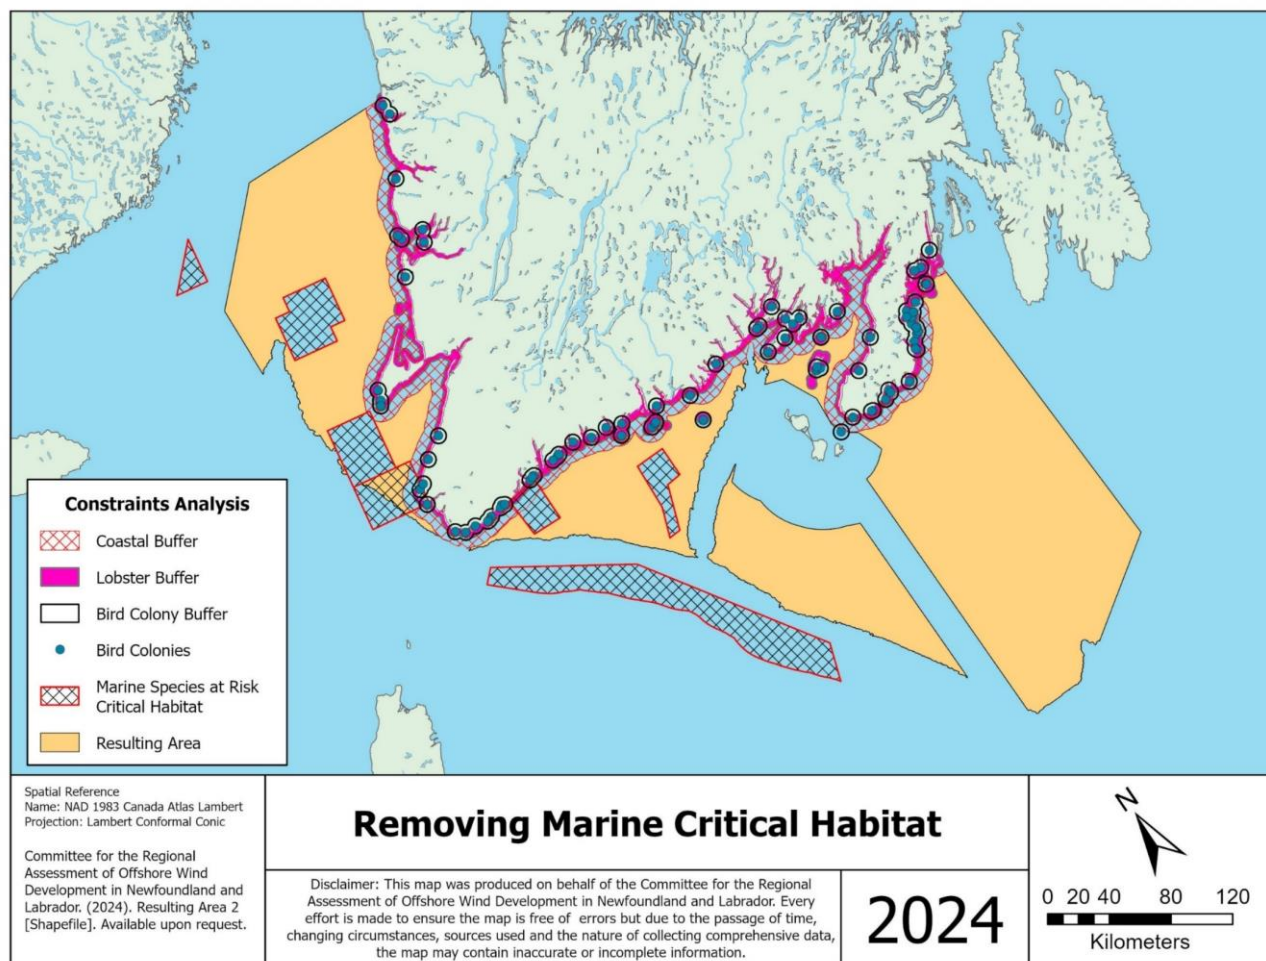 Constraints Analysis
Coastal Buffer
Lobster Buffer
Bird Colony Buffer
Bird Colonies
Marine Species at Risk
Critical Habitat
Resulting Area
Spatial Reference
Name: NAD 1983 Canada Atlas Lambert
Projection: Lambert Conformal Conic
Committee for the Regional
Assessment of Offshore Wind
Development in Newfoundland and
Labrador. (2024). Resulting Area 2
[Shapefile]. Available upon request.
Removing Marine Critical Habitat
Disclaimer: This map was produced on behalf of the Committee for the Regional
Assessment of Offshore Wind Development in Newfoundland and Labrador. Every
effort is made to ensure the map is free of errors but due to the passage of time,
changing circumstances, sources used and the nature of collecting comprehensive data,
the map may contain inaccurate or incomplete information.
2024
N
0 20 40 80 120
Kilometers